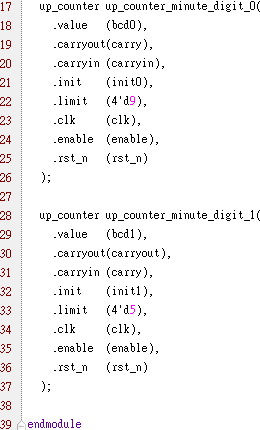 17 up_counter up_counter_minute_digit_0(
18 .value (bcd0),
19 .carryout(carry),
20 .carryin (carryin),
21 .init (init0),
22 .limit (4'd9),
23 .clk (clk),
24 .enable (enable),
25 .rst_n (rst_n)
26 );
27
28 up_counter up_counter_minute_digit_1(
29 .value (bcd1),
30 .carryout(carryout),
31 .carryin (carry),
32 .init (init1),
33 .limit (4'd5),
34 .clk (clk),
35 .enable (enable),
36 .rst_n (rst_n)
37 );
38
39 endmodule